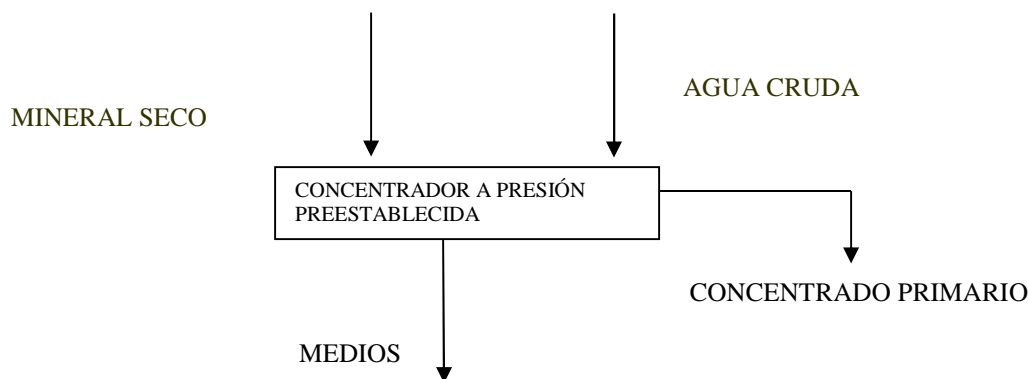 AGUA CRUDA
MINERAL SECO
CONCENTRADOR A PRESIÓN
PREESTABLECIDA
CONCENTRADO PRIMARIO
MEDIOS